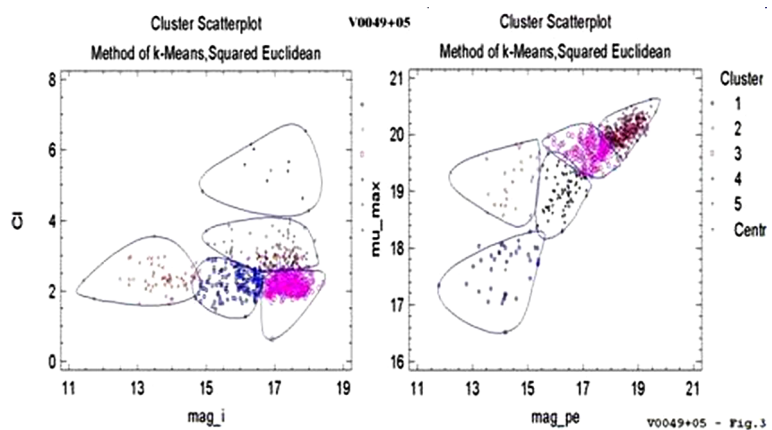 Cluster Scatterplot
V0049+05
Cluster Scatterplot
Method of k-Means,Squared Euclidean
Method of k-Means,Squared Euclidean
8
6
4
2
0
CI
11 13 15 17 19
mag_i
21
20
19
18
17
16
mu_max
11 13 15 17 19 21
mag_pe
Cluster
1
2
3
4
5
Centr
V0049+05 - Fig.3